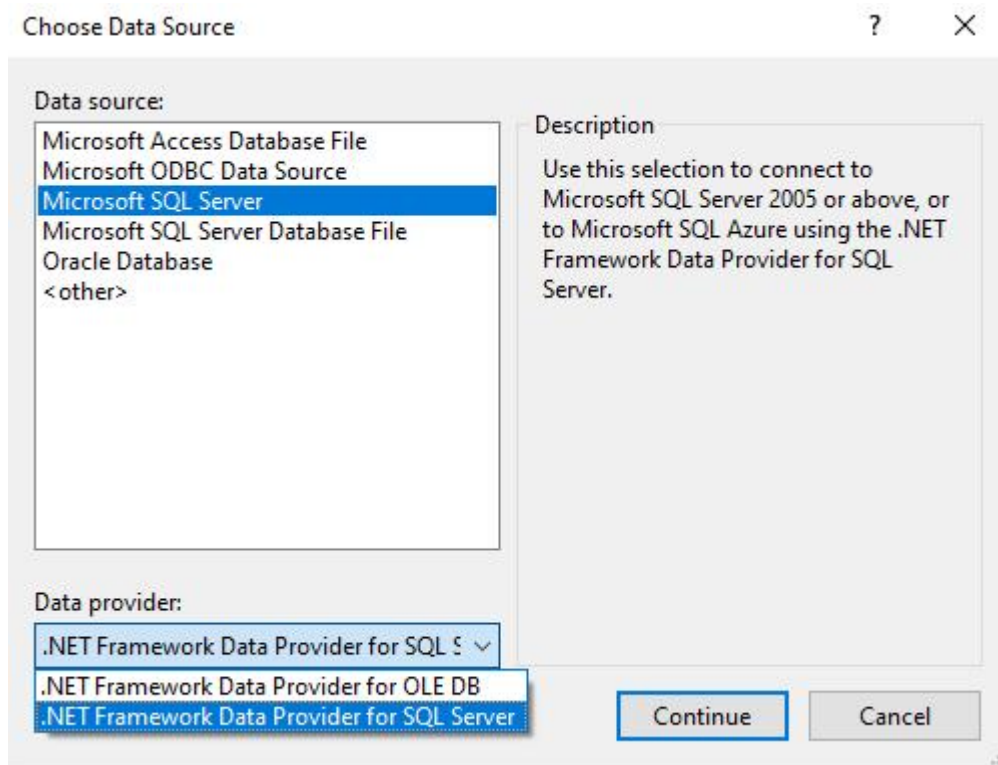 Choose Data Source
?
Data source:
Microsoft Access Database File
Microsoft ODBC Data Source
Microsoft SQL Server
Microsoft SQL Server Database File
Oracle Database
<other>
Description
Use this selection to connect to
Microsoft SQL Server 2005 or above, or
to Microsoft SQL Azure using the .NET
Framework Data Provider for SQL
Server.
Data provider:
.NET Framework Data Provider for SQL S
.NET Framework Data Provider for OLE DB
.NET Framework Data Provider for SQL Server
Continue
Cancel